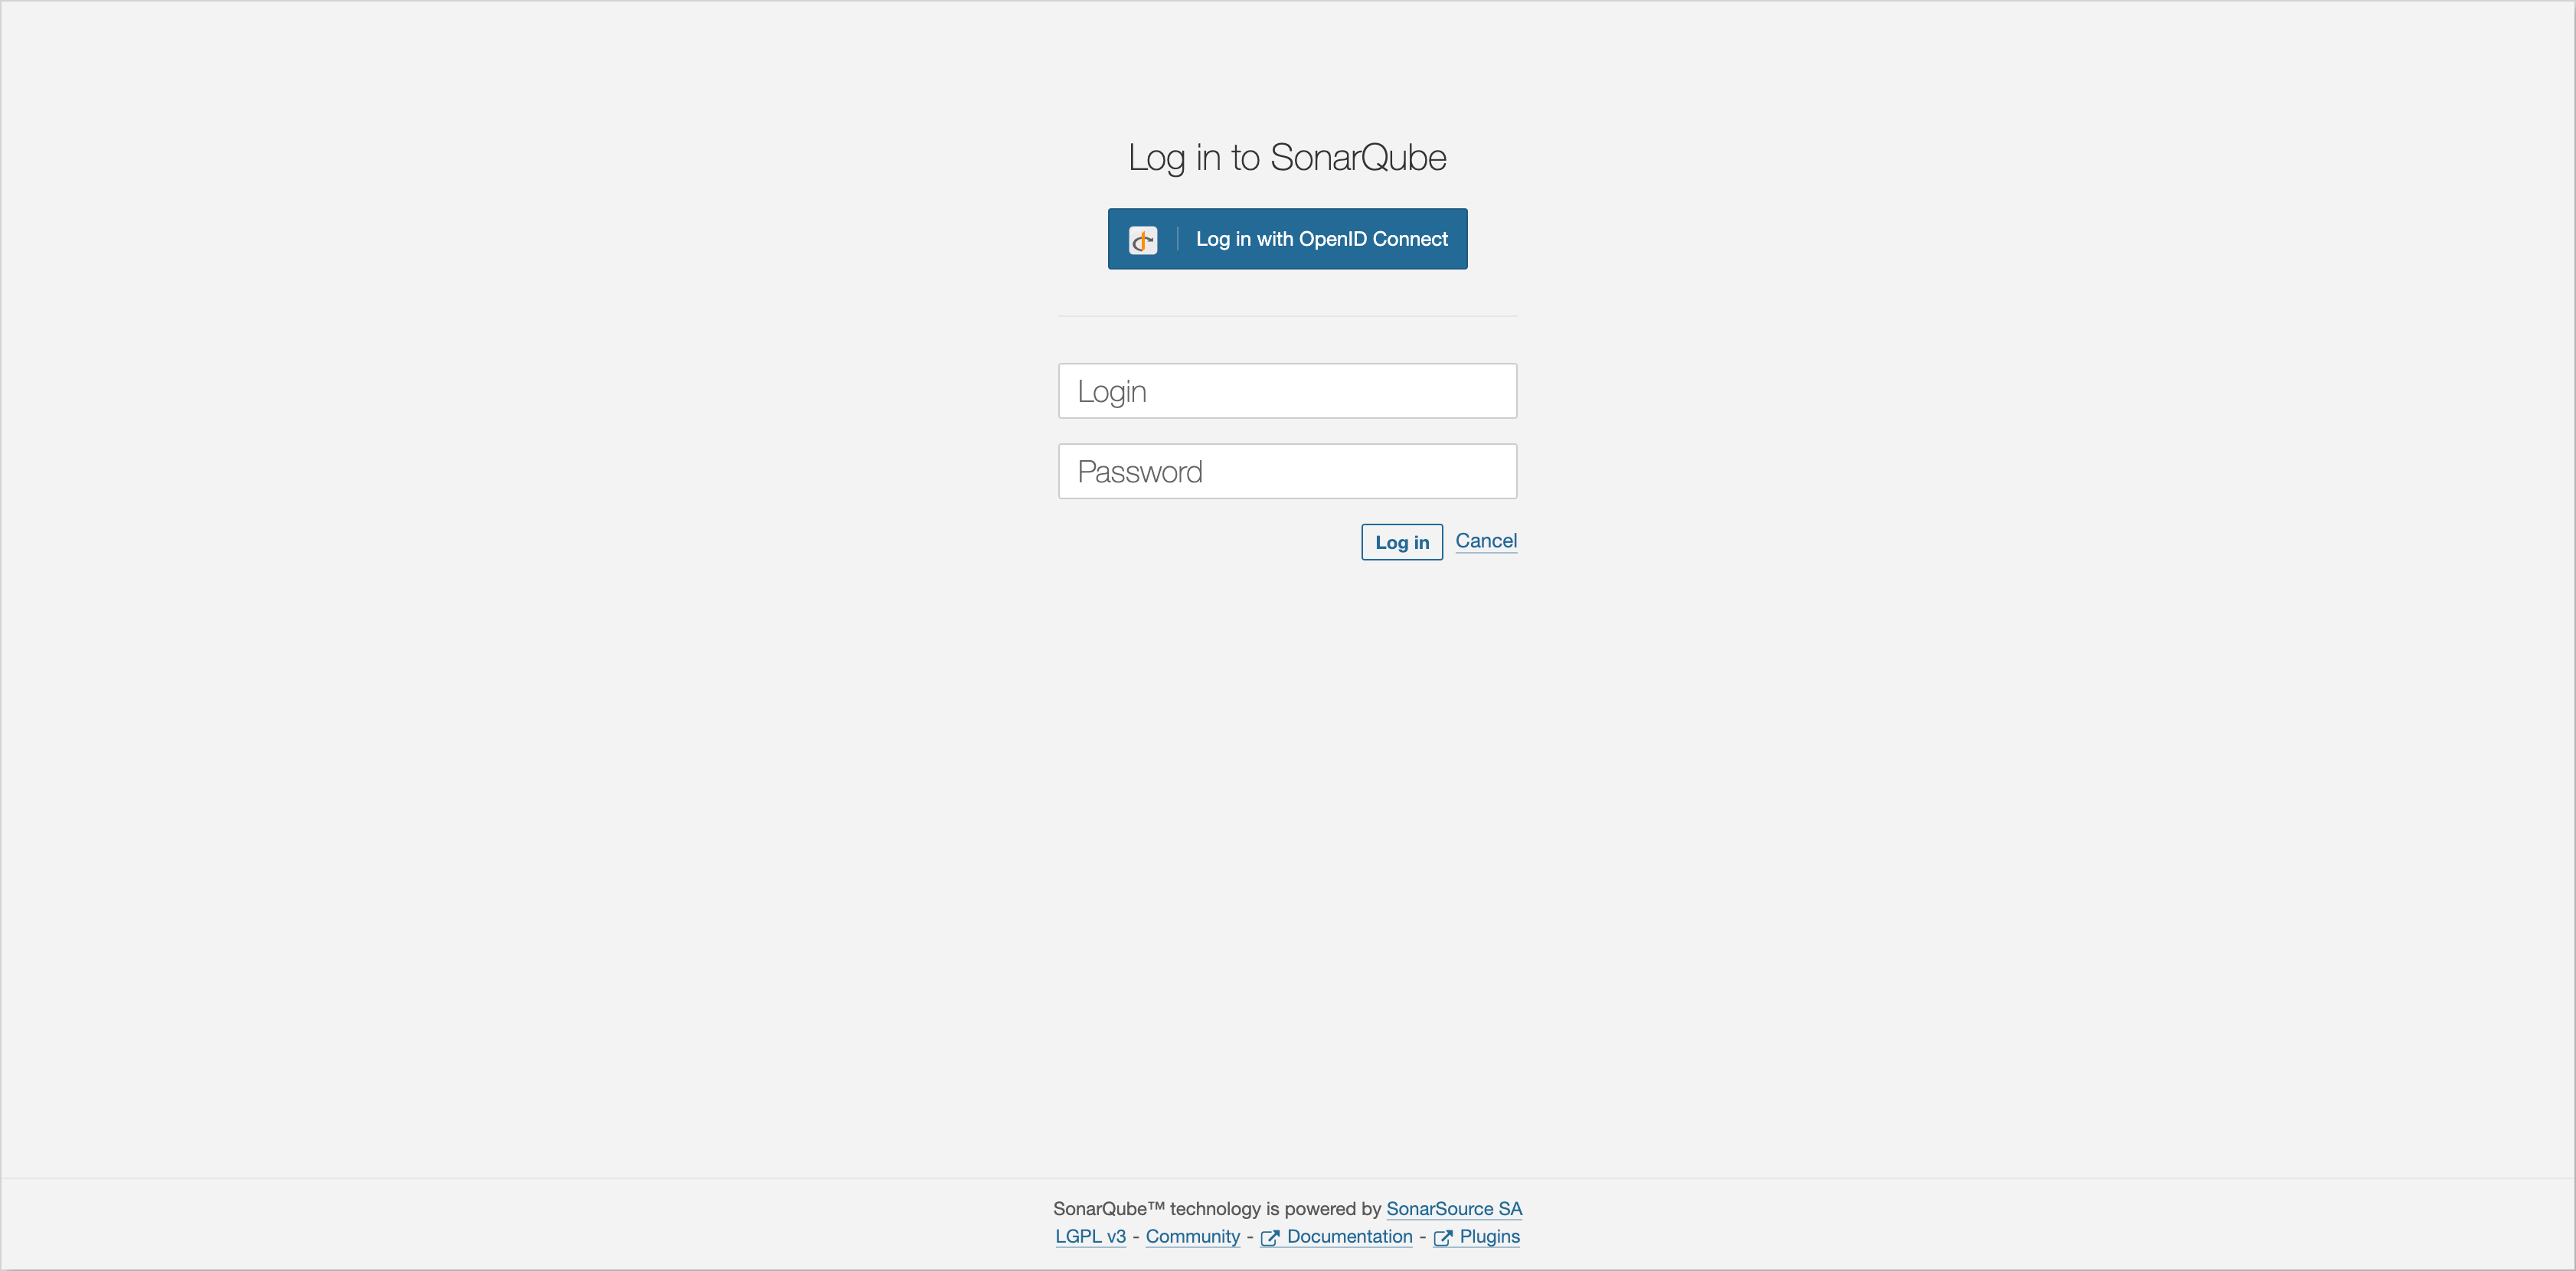 Log in to SonarQube
Log in with OpenID Connect
Login
Password
Log in Cancel
SonarQube™ technology is powered by SonarSource SA
LGPL v3 - Community - Documentation - Plugins